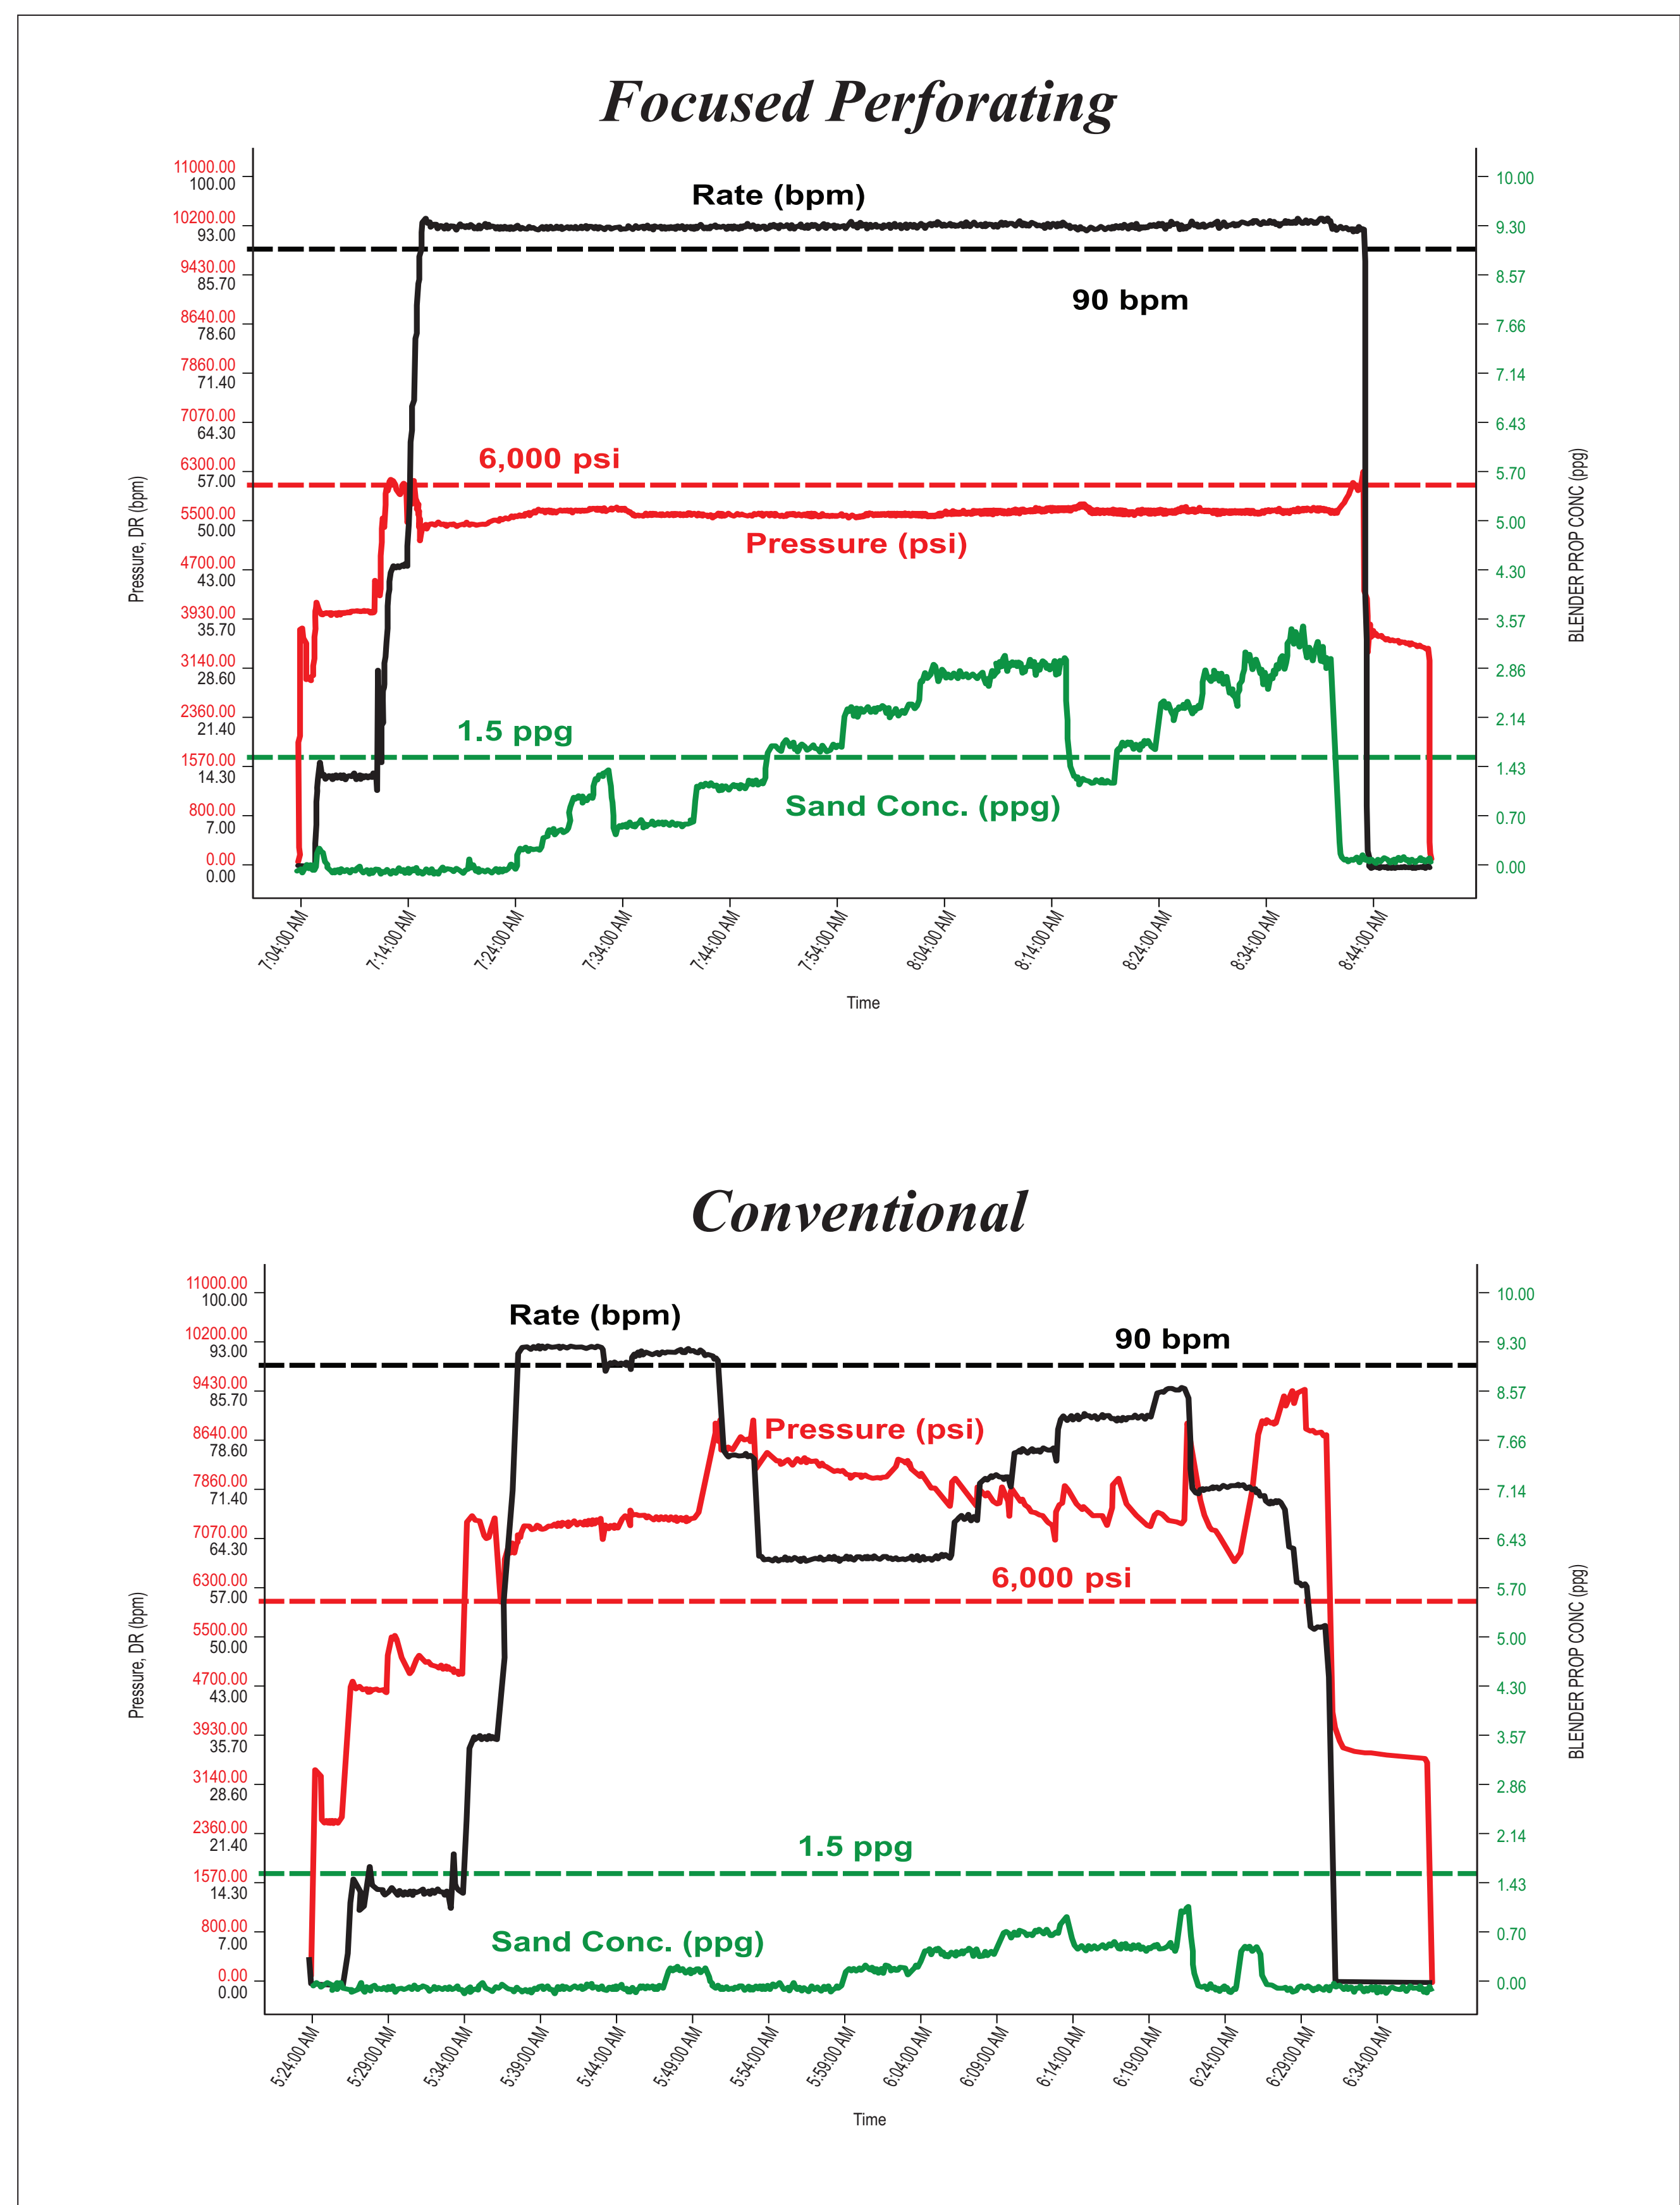 Focused Perforating
11000.00
100.00
10200.00
93.00
9430.00
85.70
8640.00
78.60
7860.00
71.40
7070.00
64.30
6300.00
57.00
5500.00
50.00
4700.00
43.00
3930.00
35.70
3140.00
28.60
2360.00
21.40
1570.00
14.30
800.00
7.00
0.00
0.00
Pressure, DR (bpm)
Rate (bpm)
90 bpm
6,000 psi
Pressure (psi)
1.5 ppg
Sand Conc. (ppg)
10.00
9.30
8.57
7.66
7.14
6.43
5.70
5.00
4.30
3.57
2.86
2.14
1.43
0.70
0.00
BLENDER PROP CONC (ppg)
7:04:00 AM
7:14:00 AM
7:24:00 AM
7:34:00 AM
7:44:00 AM
7:54:00 AM
8:04:00 AM
8:14:00 AM
8:24:00 AM
8:34:00 AM
8:44:00 AM
Time
Conventional
11000.00
100.00
10200.00
93.00
9430.00
85.70
8640.00
78.60
7860.00
71.40
7070.00
64.30
6300.00
57.00
5500.00
50.00
4700.00
43.00
3930.00
35.70
3140.00
28.60
2360.00
21.40
1570.00
14.30
800.00
7.00
0.00
0.00
Pressure, DR (bpm)
Rate (bpm)
90 bpm
Pressure (psi)
6,000 psi
1.5 ppg
Sand Conc. (ppg)
10.00
9.30
8.57
7.66
7.14
6.43
5.70
5.00
4.30
3.57
2.86
2.14
1.43
0.70
0.00
BLENDER PROP CONC (ppg)
5:24:00 AM
5:29:00 AM
5:34:00 AM
5:39:00 AM
5:44:00 AM
5:49:00 AM
5:54:00 AM
5:59:00 AM
6:04:00 AM
6:09:00 AM
6:14:00 AM
6:19:00 AM
6:24:00 AM
6:29:00 AM
6:34:00 AM
Time